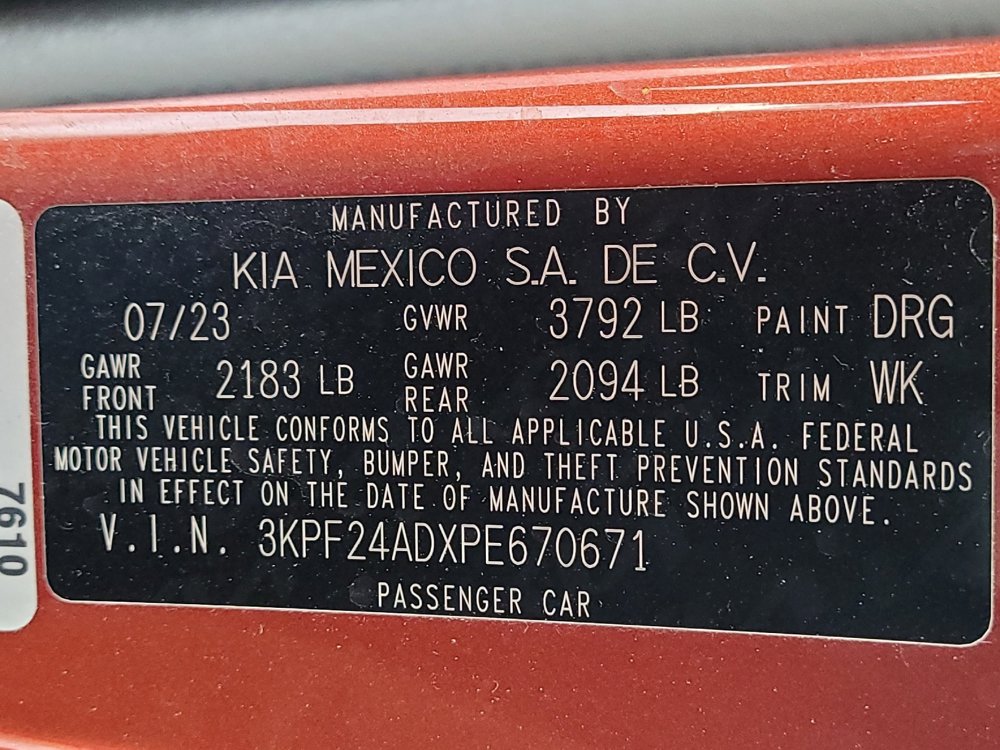 MANUFACTURED BY
KIA MEXICO S.A. DE C.V.
07/23 GVWR 3792 LB PAINT DRG
GAWR FRONT 2183 LB GAWR REAR 2094 LB TRIM WK
THIS VEHICLE CONFORMS TO ALL APPLICABLE U.S.A. FEDERAL
MOTOR VEHICLE SAFETY, BUMPER, AND THEFT PREVENTION STANDARDS
IN EFFECT ON THE DATE OF MANUFACTURE SHOWN ABOVE.
V.I.N. 3KPF24ADXPE670671
PASSENGER CAR
7610